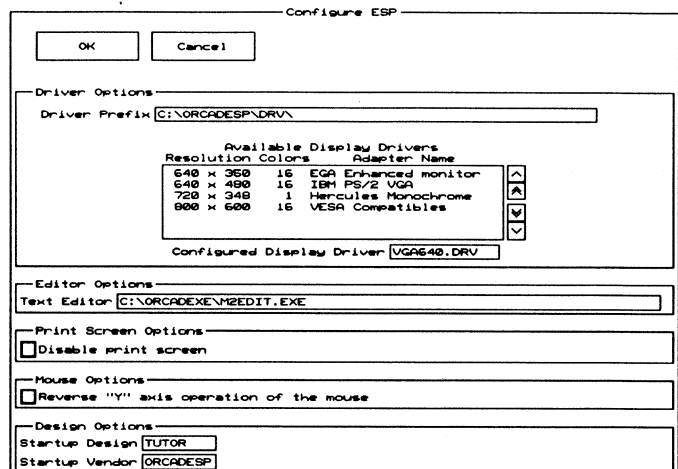 Configure ESP
OK Cancel
Driver Options
Driver Prefix C:\ORCADESP\DRV\
Available Display Drivers
Resolution Colors Adapter Name
640 x 350 16 EGA Enhanced monitor
640 x 480 16 IBM PS/2 VGA
720 x 348 1 Hercules Monochrome
800 x 600 16 VESA Compatibles
Configured Display Driver VGA640.DRV
Editor Options
Text Editor C:\ORCADEXE\M2EDIT.EXE
Print Screen Options
Disable print screen
Mouse Options
Reverse "Y" axis operation of the mouse
Design Options
Startup Design TUTOR
Startup Vendor ORCADESP